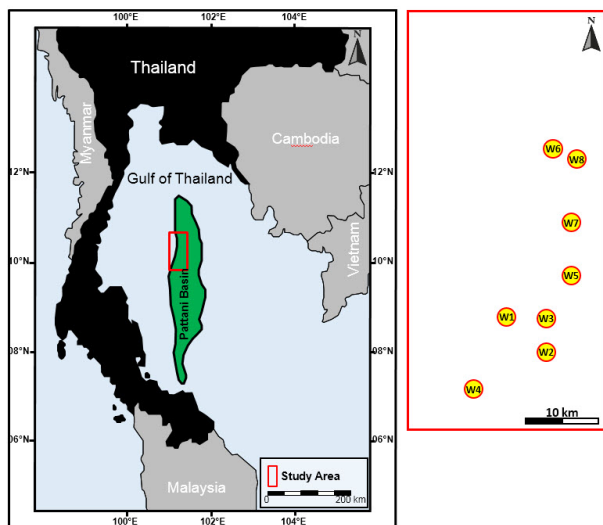 100°E
102°E
104°E
N
Thailand
Myanmar
Cambodia
Gulf of Thailand
12°N
12°N
Vietnam
10°N
10°N
Pattani Basin
08°N
08°N
06°N
06°N
Malaysia
Study Area
0
200 km
100°E
102°E
104°E
N
W6
W8
W7
W5
W1
W3
W2
W4
10 km